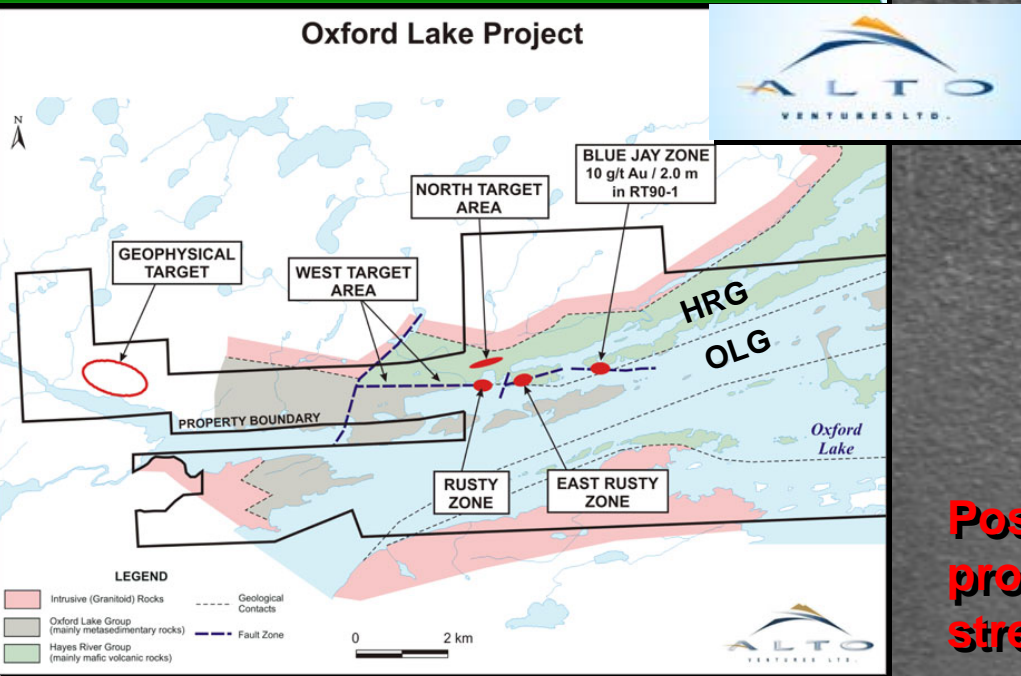 Oxford Lake Project
ALTO
VENTURES LTD.
N
BLUE JAY ZONE
10 g/t Au / 2.0 m
in RT90-1
NORTH TARGET
AREA
GEOPHYSICAL
TARGET
WEST TARGET
AREA
HRG
OLG
PROPERTY BOUNDARY
Oxford
Lake
RUSTY
ZONE
EAST RUSTY
ZONE
Pos
pro
stre
LEGEND
Intrusive (Granitoid) Rocks
Geological
Contacts
Oxford Lake Group
(mainly metasedimentary rocks)
Fault Zone
Hayes River Group
(mainly mafic volcanic rocks)
0 2 km
ALTO
VENTURES LTD.